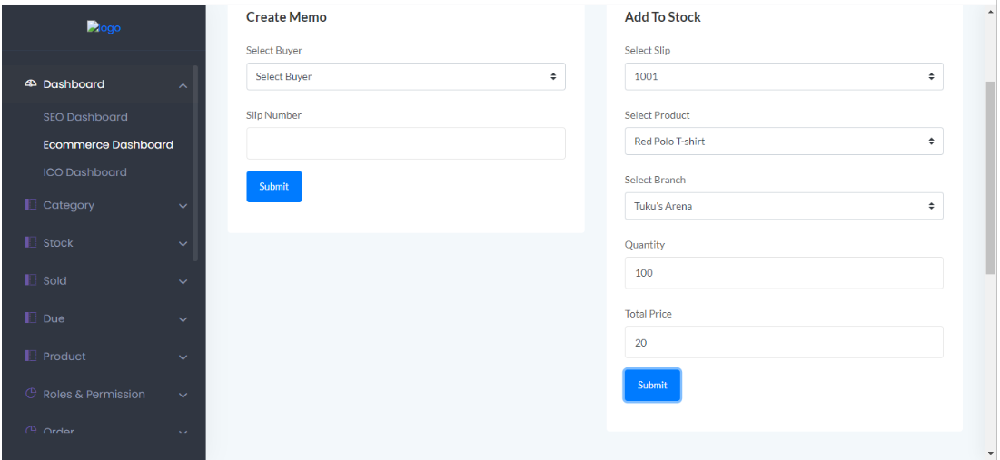 logo
Dashboard
SEO Dashboard
Ecommerce Dashboard
ICO Dashboard
Category
Stock
Sold
Due
Product
Roles & Permission
Order
Create Memo
Select Buyer
Select Buyer
Slip Number
Submit
Add To Stock
Select Slip
1001
Select Product
Red Polo T-shirt
Select Branch
Tuku's Arena
Quantity
100
Total Price
20
Submit